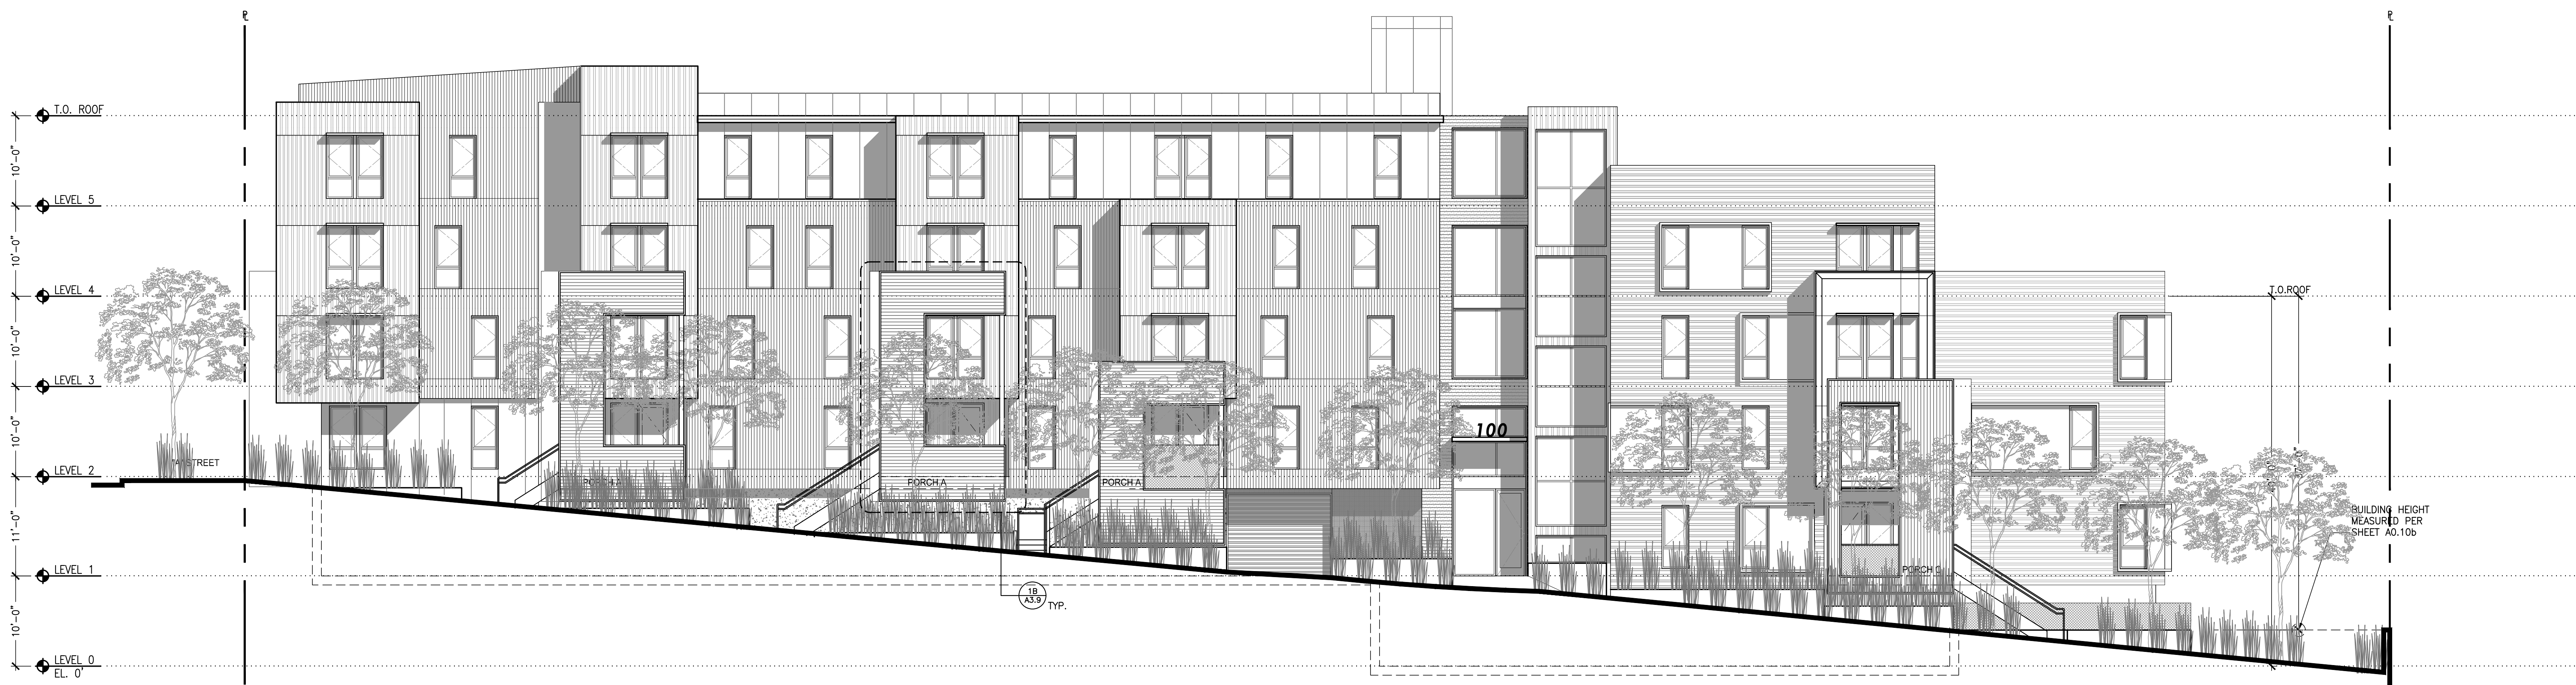 PL
PL
T.O. ROOF
10'-0"
LEVEL 5
10'-0"
LEVEL 4
T.O.ROOF
10'-0"
LEVEL 3
10'-0"
100
"A" STREET
LEVEL 2
PORCH A
PORCH A
PORCH A
11'-0"
BUILDING HEIGHT
MEASURED PER
SHEET A0.10b
LEVEL 1
PORCH C
1B
A3.9
TYP.
10'-0"
LEVEL 0
EL. 0'